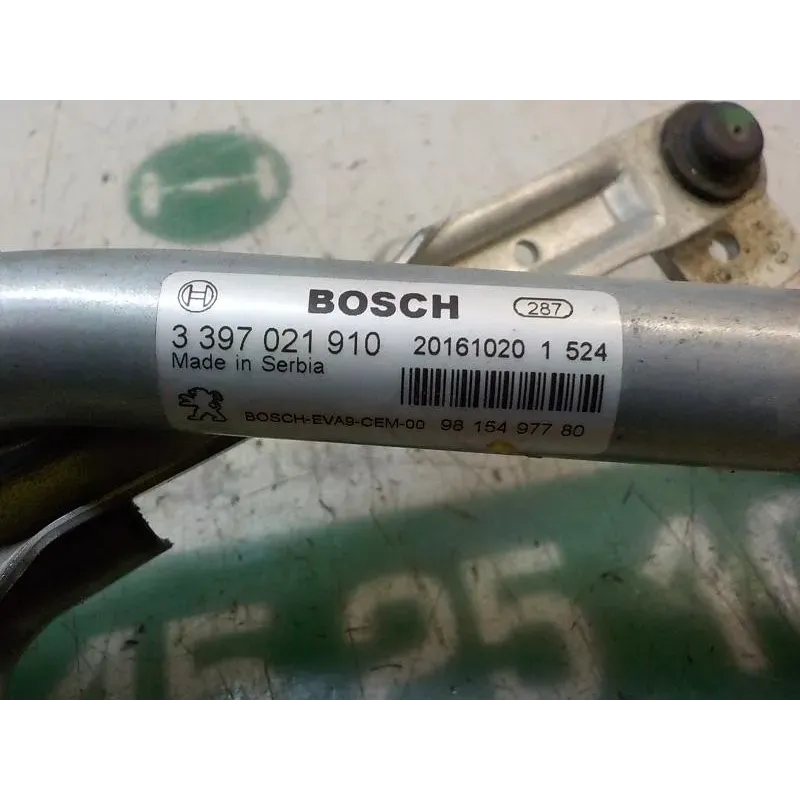 BOSCH 287
3 397 021 910 20161020 1 524
Made in Serbia
BOSCH-EVA9-CEM-00 98 154 977 80